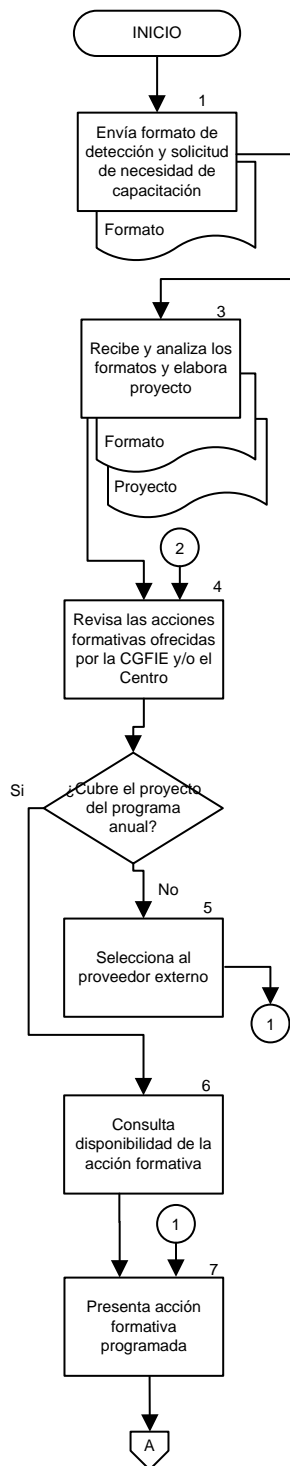 INICIO
1
Envía formato de
detección y solicitud
de necesidad de
capacitación
Formato
3
Recibe y analiza los
formatos y elabora
proyecto
Formato
Proyecto
2
4
Revisa las acciones
formativas ofrecidas
por la CGFIE y/o el
Centro
Si
¿Cubre el proyecto
del programa
anual?
No
5
Selecciona al
proveedor externo
1
6
Consulta
disponibilidad de la
acción formativa
1
7
Presenta acción
formativa
programada
A